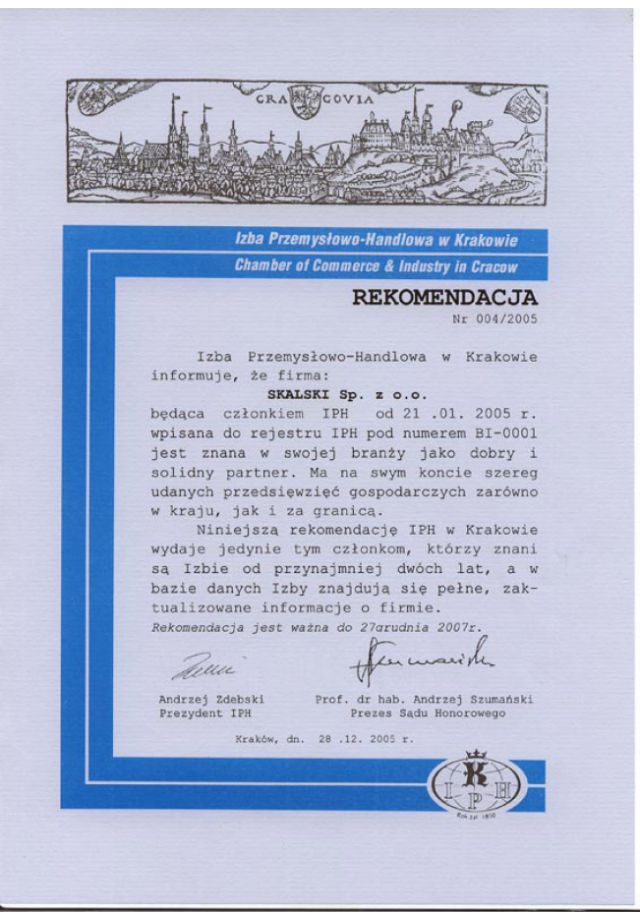 CRACOVIA
Izba Przemysłowo-Handlowa w Krakowie
Chamber of Commerce & Industry in Cracow
REKOMENDACJA
Nr 004/2005
Izba Przemysłowo-Handlowa w Krakowie
informuje, że firma:
SKALSKI Sp. z o.o.
będąca członkiem IPH od 21 .01. 2005 r.
wpisana do rejestru IPH pod numerem BI-0001
jest znana w swojej branży jako dobry i
solidny partner. Ma na swym koncie szereg
udanych przedsięwzięć gospodarczych zarówno
w kraju, jak i za granicą.
Niniejszą rekomendację IPH w Krakowie
wydaje jedynie tym członkom, którzy znani
są Izbie od przynajmniej dwóch lat, a w
bazie danych Izby znajdują się pełne, zak-
tualizowane informacje o firmie.
Rekomendacja jest ważna do 27grudnia 2007r.
Andrzej Zdebski
Prezydent IPH
Prof. dr hab. Andrzej Szumański
Prezes Sądu Honorowego
Kraków, dn. 28 .12. 2005 r.
K
I P H
Rok zał. 1850